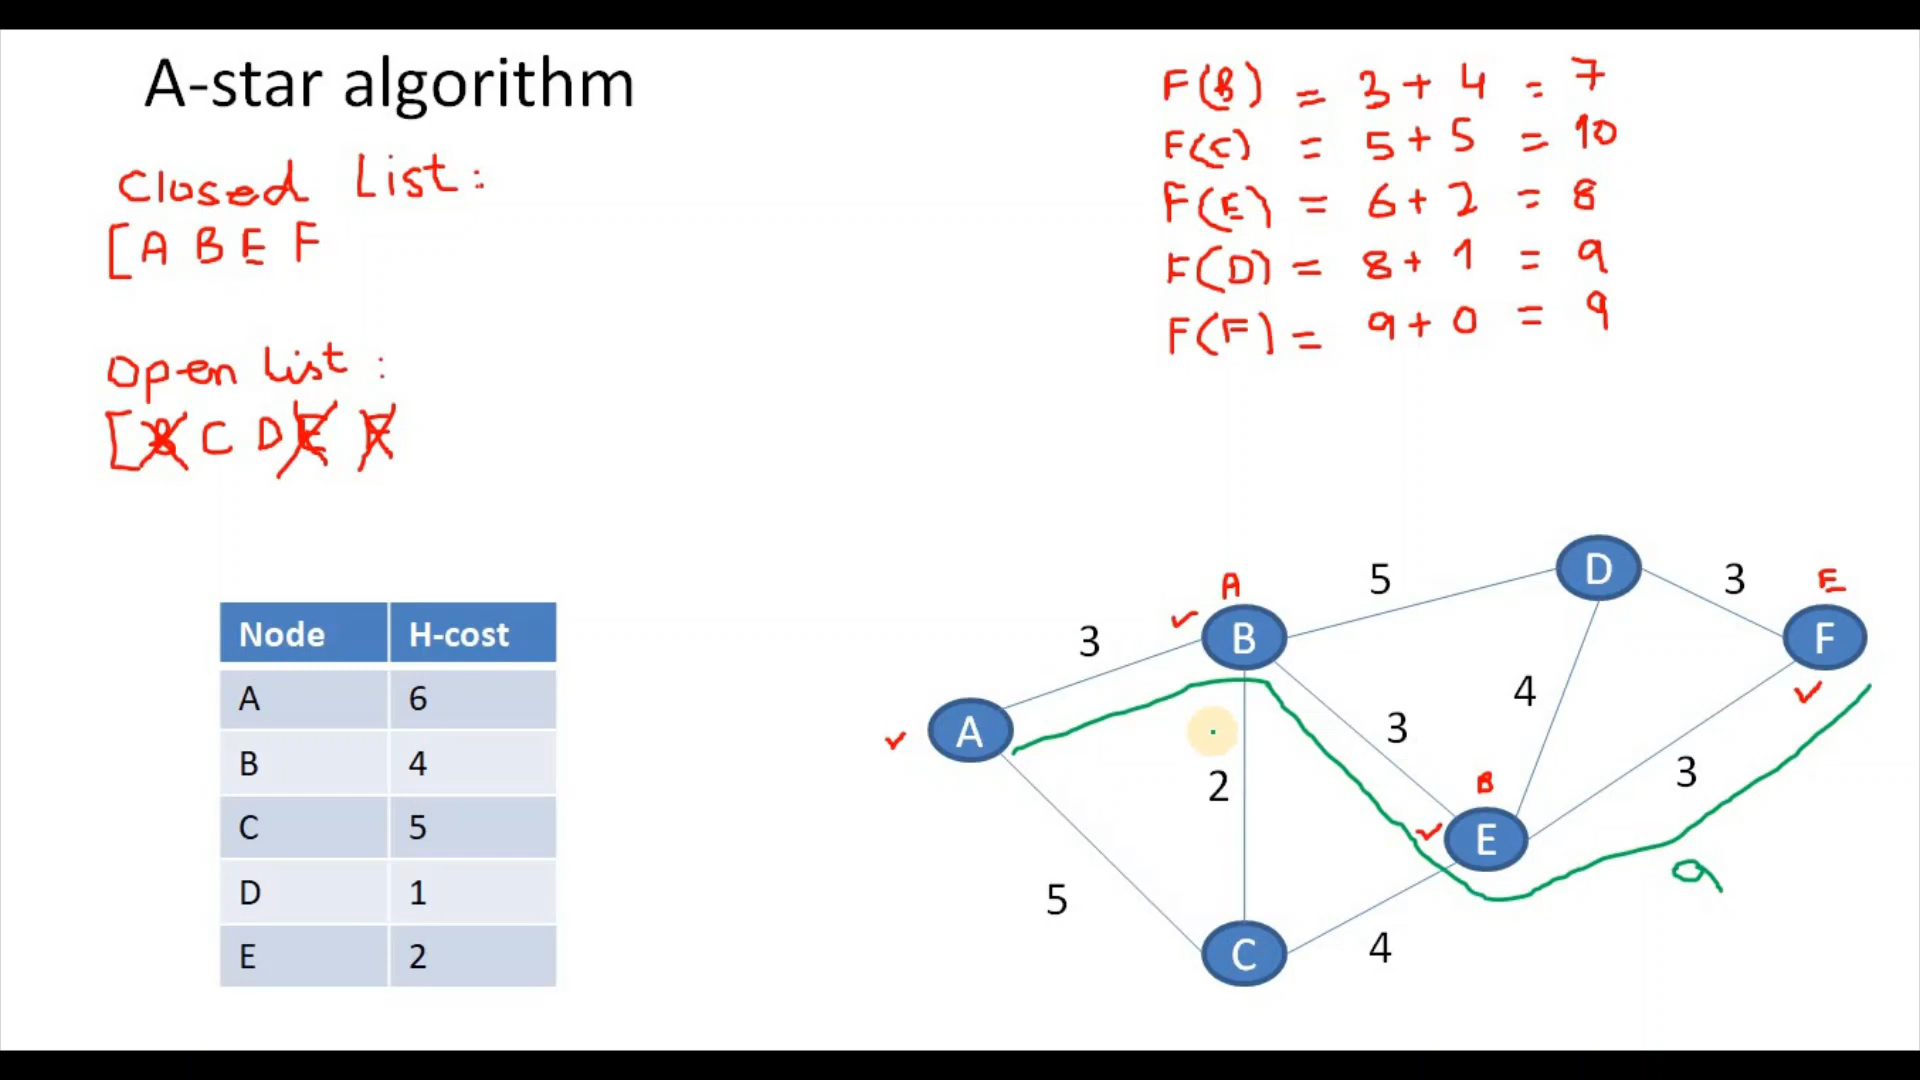 A-star algorithm
Closed List:
[A B E F
Open list:
[B C D E F
F(B) = 3 + 4 = 7
F(C) = 5 + 5 = 10
F(E) = 6 + 2 = 8
F(D) = 8 + 1 = 9
F(F) = 9 + 0 = 9
Node H-cost
A 6
B 4
C 5
D 1
E 2
D
5
3
E
A
B
F
3
4
A
3
2
3
B
E
9
5
C
4